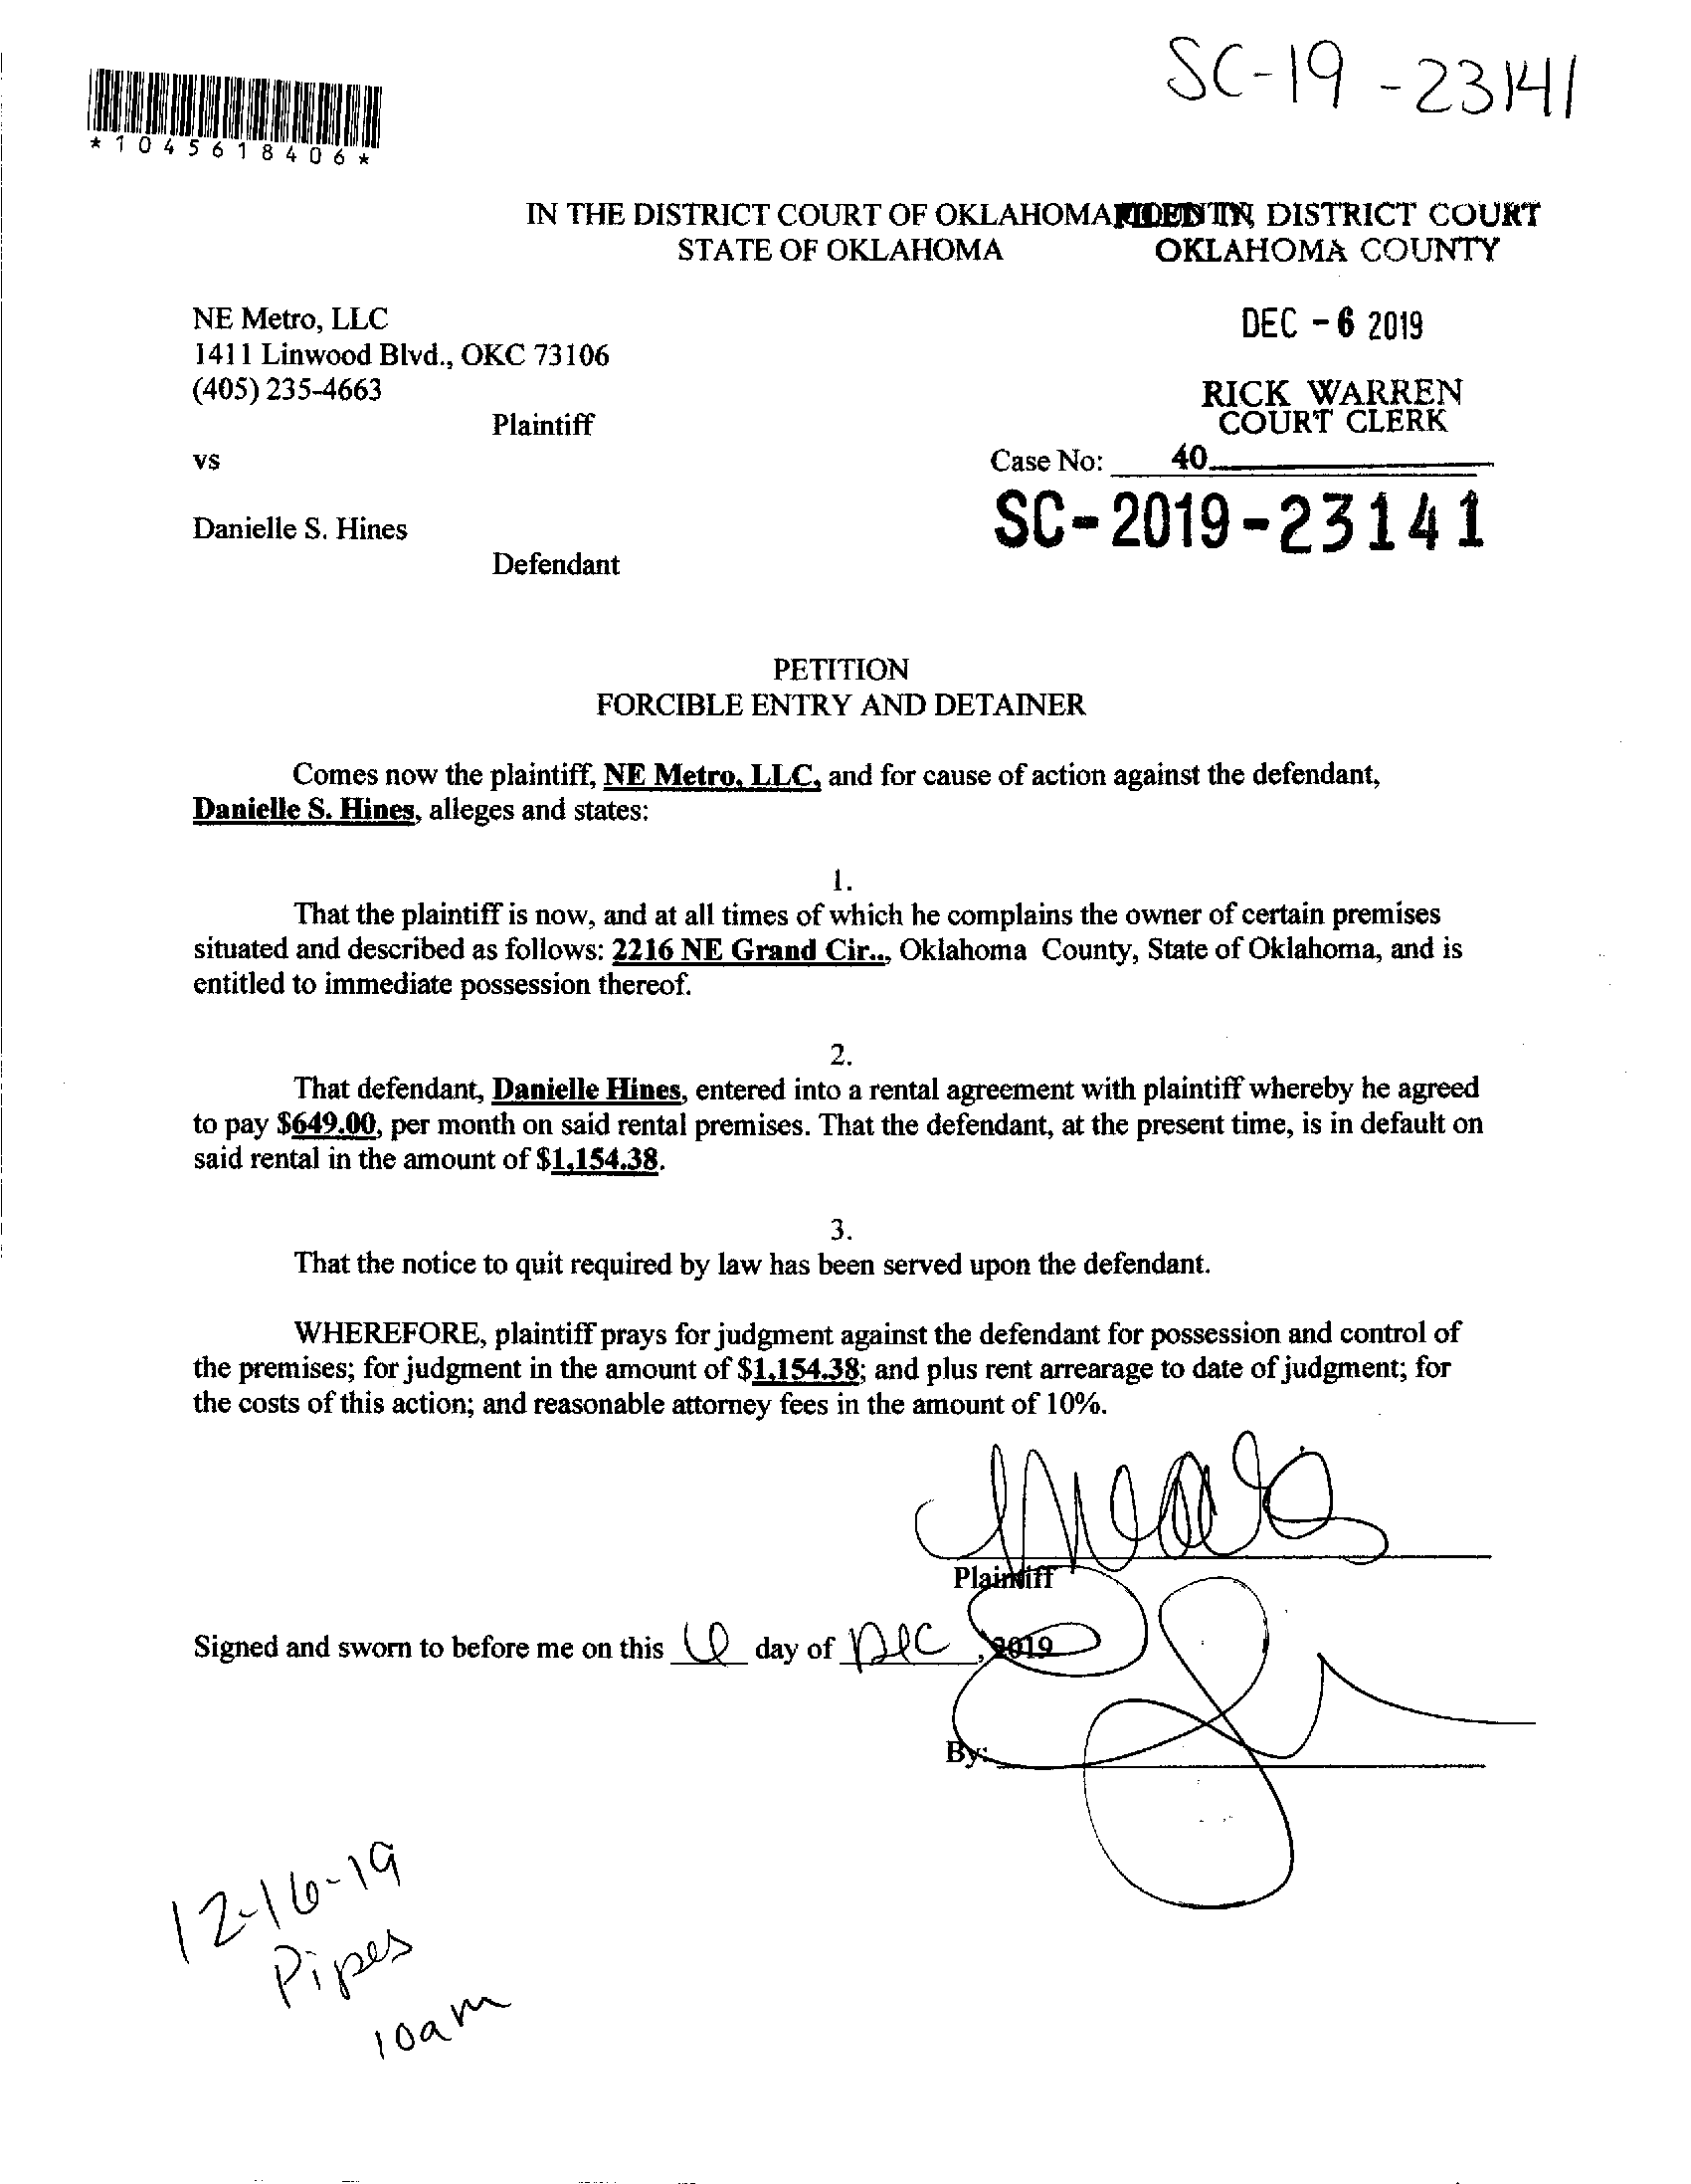 SC-19-23141
*1045618406*
IN THE DISTRICT COURT OF OKLAHOMA
FILED IN DISTRICT COURT
STATE OF OKLAHOMA
OKLAHOMA COUNTY
NE Metro, LLC
DEC - 6 2019
1411 Linwood Blvd., OKC 73106
(405) 235-4663
RICK WARREN
COURT CLERK
Plaintiff
vs
Case No:
40
SC-2019-23141
Danielle S. Hines
Defendant
PETITION
FORCIBLE ENTRY AND DETAINER
Comes now the plaintiff, NE Metro, LLC, and for cause of action against the defendant,
Danielle S. Hines, alleges and states:
1.
That the plaintiff is now, and at all times of which he complains the owner of certain premises
situated and described as follows: 2216 NE Grand Cir.., Oklahoma County, State of Oklahoma, and is
entitled to immediate possession thereof.
2.
That defendant, Danielle Hines, entered into a rental agreement with plaintiff whereby he agreed
to pay $649.00, per month on said rental premises. That the defendant, at the present time, is in default on
said rental in the amount of $1,154.38.
3.
That the notice to quit required by law has been served upon the defendant.
WHEREFORE, plaintiff prays for judgment against the defendant for possession and control of
the premises; for judgment in the amount of $1,154.38; and plus rent arrearage to date of judgment; for
the costs of this action; and reasonable attorney fees in the amount of 10%.
Plaintiff
Signed and sworn to before me on this 6 day of Dec, 2019
By:
12-16-19
Pipes
10am